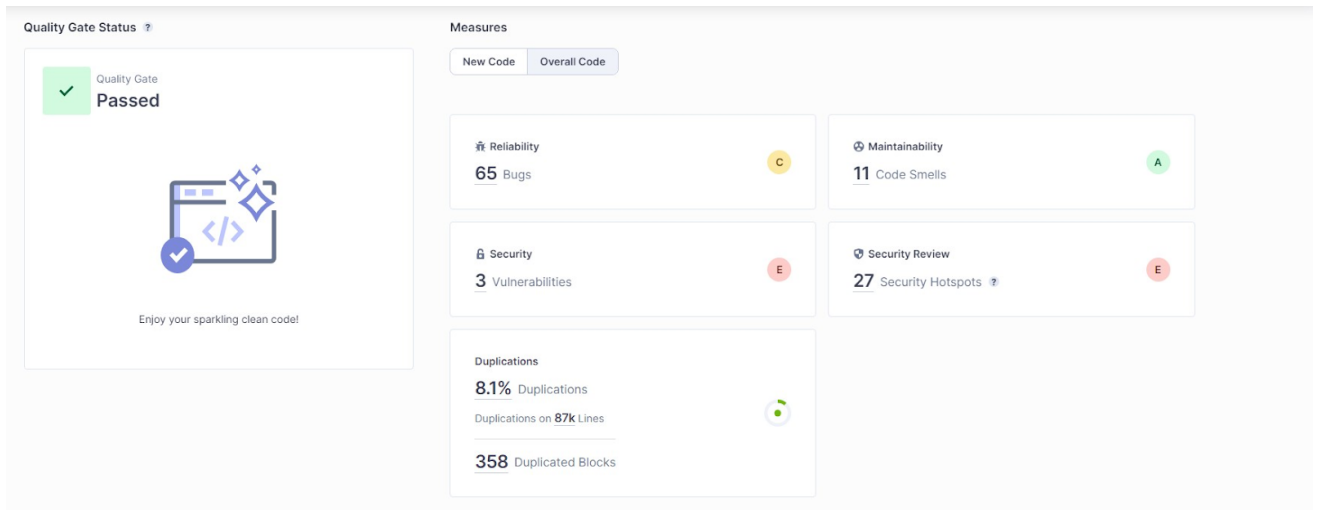 Quality Gate Status ?
Quality Gate
Passed
</>
Enjoy your sparkling clean code!
Measures
New Code Overall Code
Reliability
65 Bugs
C
Maintainability
11 Code Smells
A
Security
3 Vulnerabilities
E
Security Review
27 Security Hotspots ?
E
Duplications
8.1% Duplications
Duplications on 87k Lines
358 Duplicated Blocks